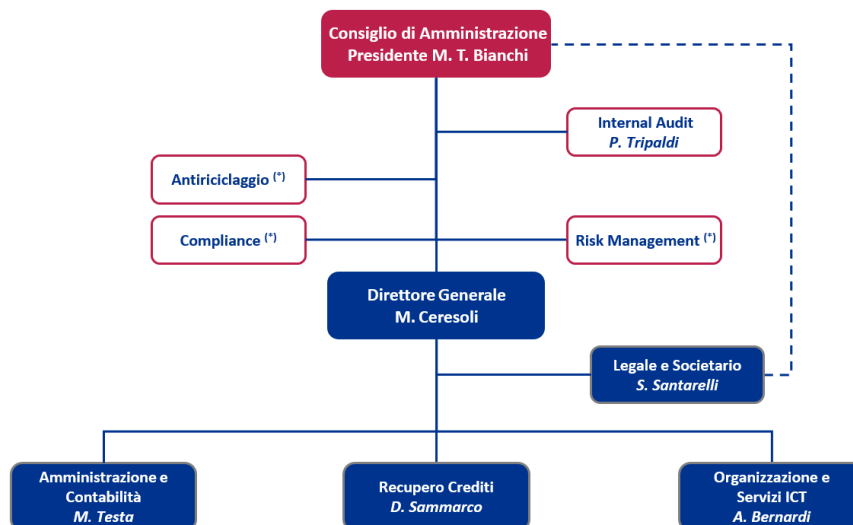 Consiglio di Amministrazione
Presidente M. T. Bianchi
Internal Audit
P. Tripaldi
Antiriciclaggio (*)
Compliance (*)
Risk Management (*)
Direttore Generale
M. Ceresoli
Legale e Societario
S. Santarelli
Amministrazione e
Contabilità
M. Testa
Recupero Crediti
D. Sammarco
Organizzazione e
Servizi ICT
A. Bernardi